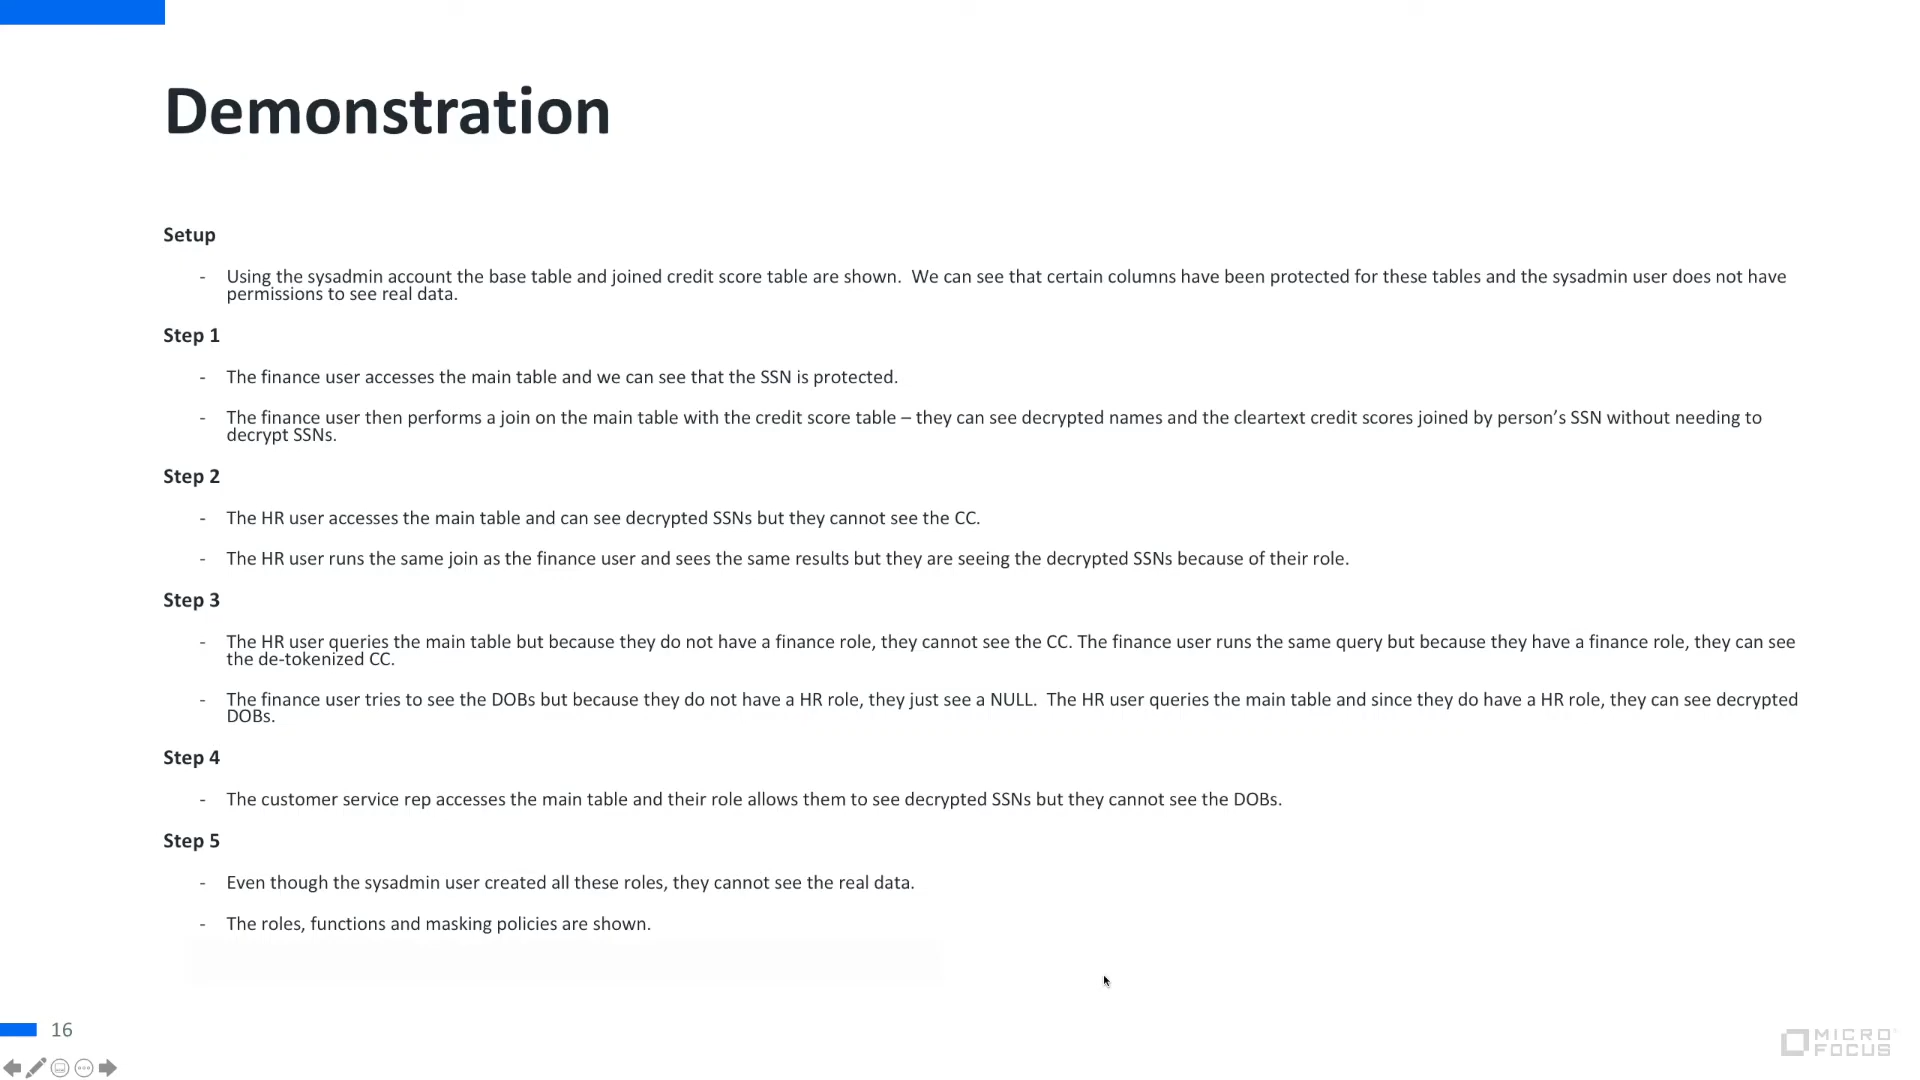 Demonstration
Setup
- Using the sysadmin account the base table and joined credit score table are shown.  We can see that certain columns have been protected for these tables and the sysadmin user does not have
permissions to see real data.
Step 1
- The finance user accesses the main table and we can see that the SSN is protected.
- The finance user then performs a join on the main table with the credit score table – they can see decrypted names and the cleartext credit scores joined by person’s SSN without needing to
decrypt SSNs.
Step 2
- The HR user accesses the main table and can see decrypted SSNs but they cannot see the CC.
- The HR user runs the same join as the finance user and sees the same results but they are seeing the decrypted SSNs because of their role.
Step 3
- The HR user queries the main table but because they do not have a finance role, they cannot see the CC. The finance user runs the same query but because they have a finance role, they can see
the de-tokenized CC.
- The finance user tries to see the DOBs but because they do not have a HR role, they just see a NULL.  The HR user queries the main table and since they do have a HR role, they can see decrypted
DOBs.
Step 4
- The customer service rep accesses the main table and their role allows them to see decrypted SSNs but they cannot see the DOBs.
Step 5
- Even though the sysadmin user created all these roles, they cannot see the real data.
- The roles, functions and masking policies are shown.
16
MICRO
FOCUS